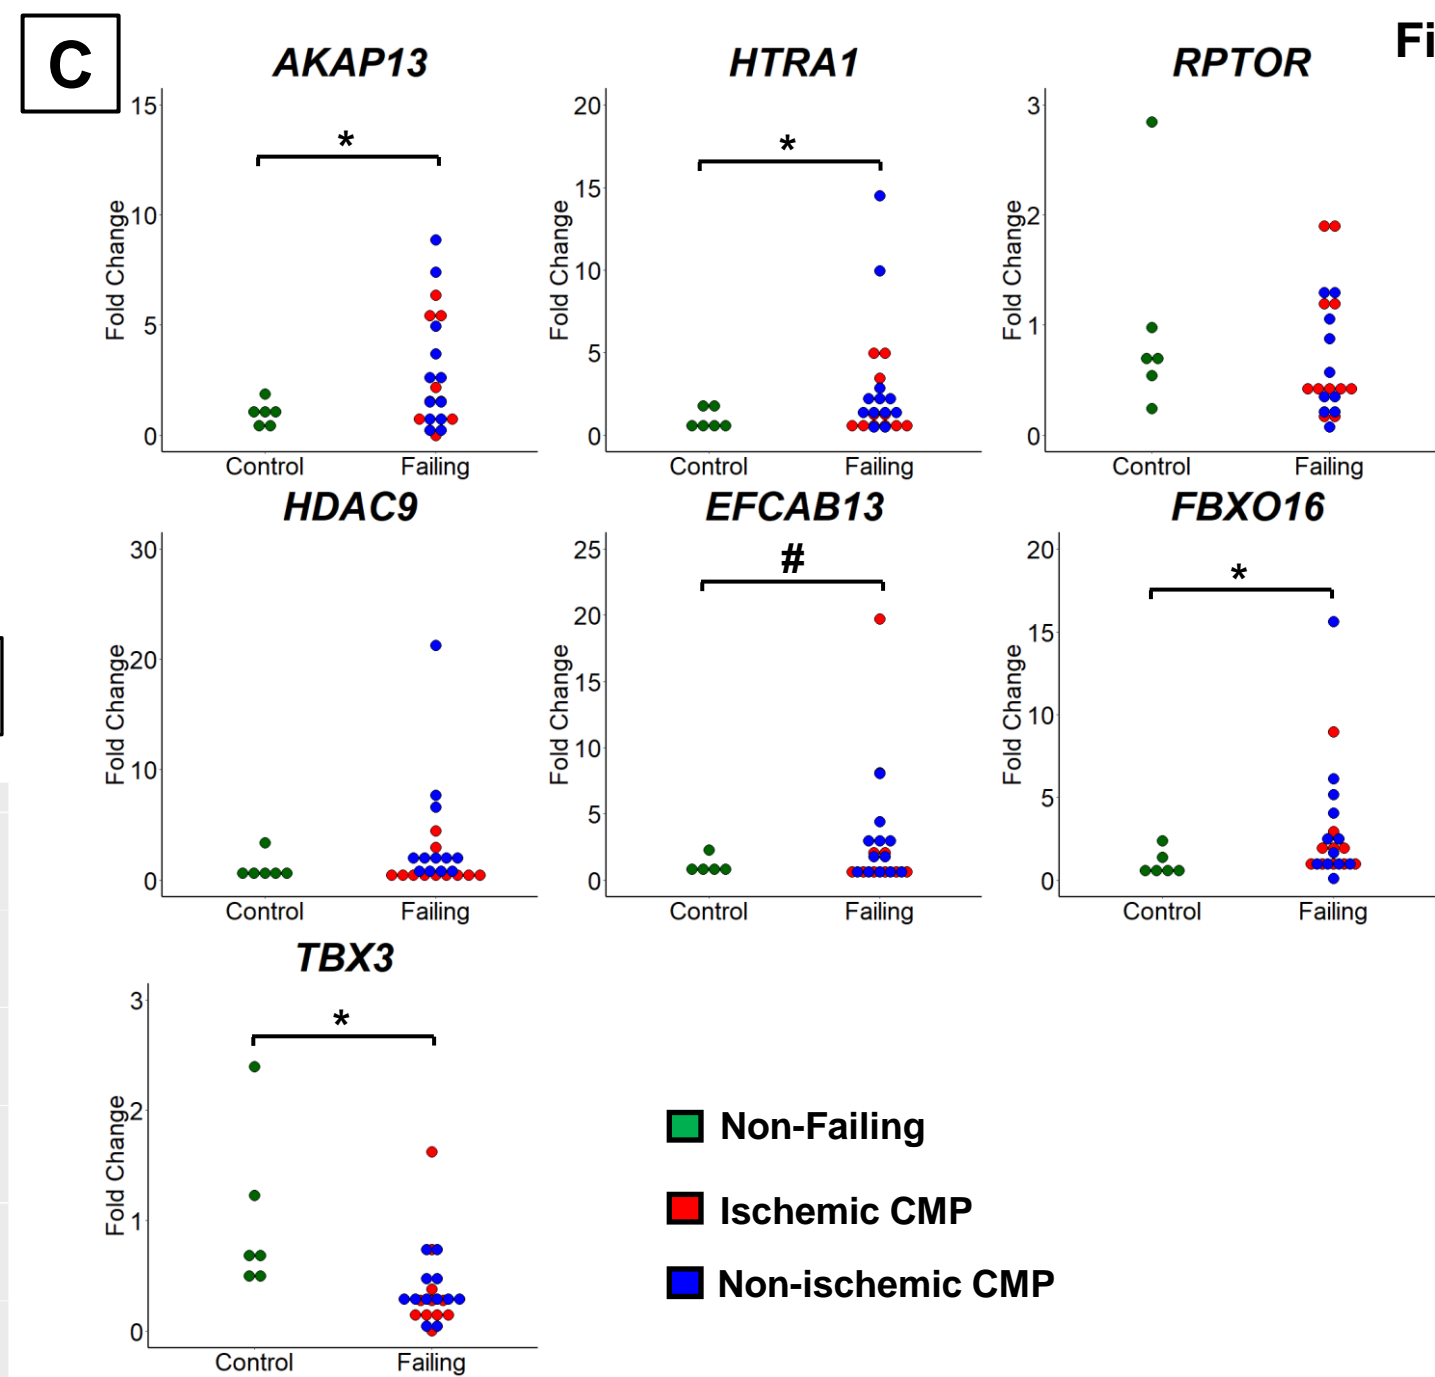 C
Fi
AKAP13
HTRA1
RPTOR
15
10
5
0
Fold Change
*
Control
Failing
20
15
10
5
0
Fold Change
*
Control
Failing
3
2
1
0
Fold Change
Control
Failing
HDAC9
EFCAB13
FBXO16
30
20
10
0
Fold Change
Control
Failing
25
20
15
10
5
0
Fold Change
#
Control
Failing
20
15
10
5
0
Fold Change
*
Control
Failing
TBX3
3
2
1
0
Fold Change
*
Control
Failing
Non-Failing
Ischemic CMP
Non-ischemic CMP